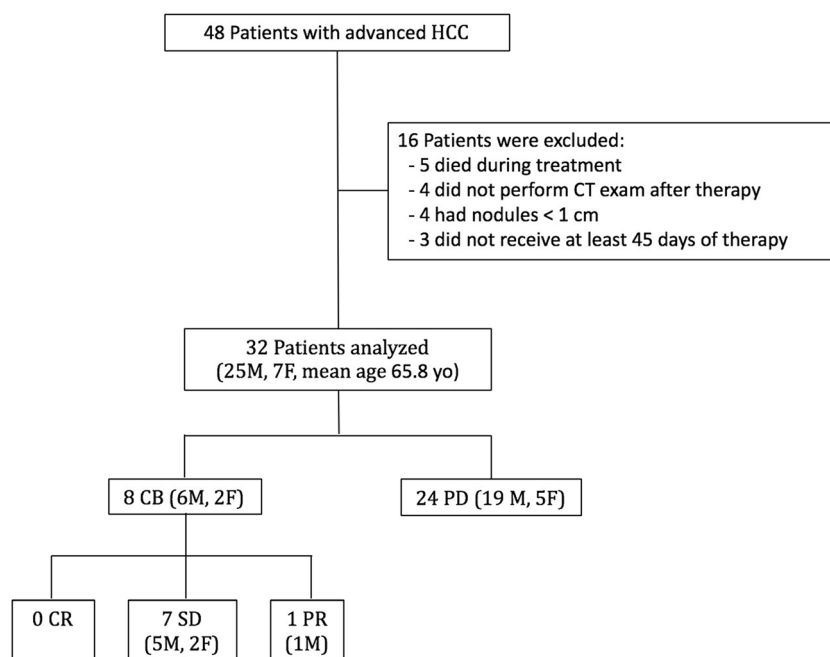 48 Patients with advanced HCC
16 Patients were excluded:
- 5 died during treatment
- 4 did not perform CT exam after therapy
- 4 had nodules < 1 cm
- 3 did not receive at least 45 days of therapy
32 Patients analyzed
(25M, 7F, mean age 65.8 yo)
8 CB (6M, 2F)
24 PD (19 M, 5F)
0 CR
7 SD
(5M, 2F)
1 PR
(1M)